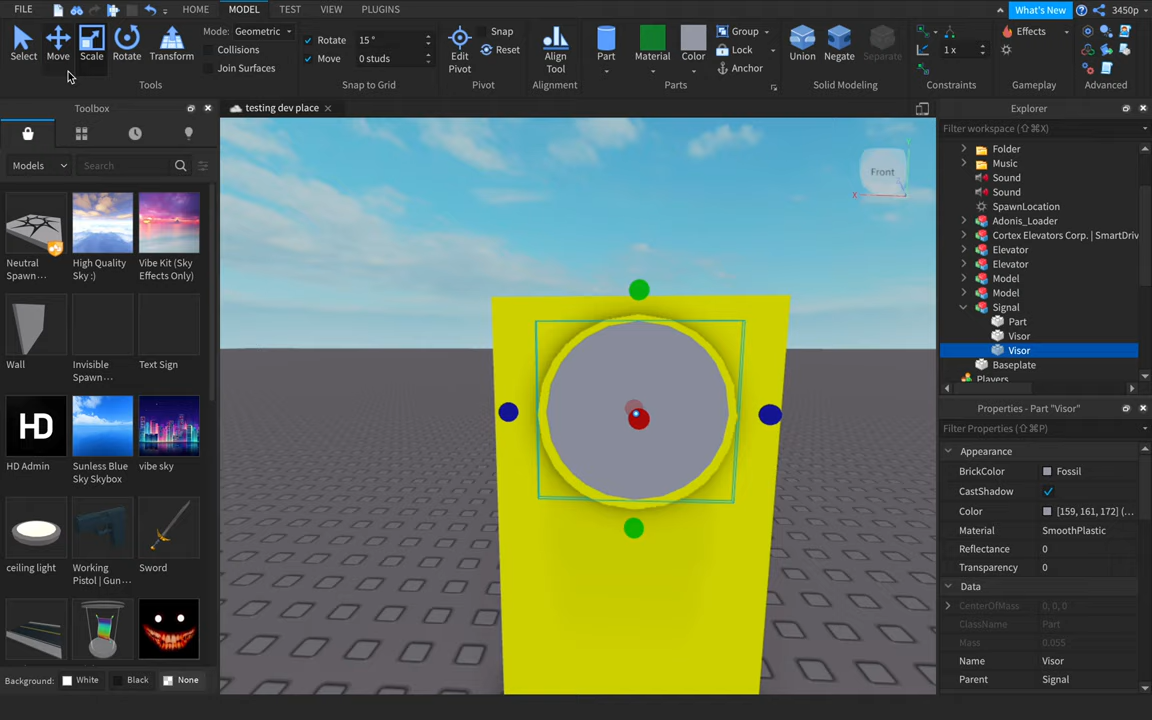 FILE HOME MODEL TEST VIEW PLUGINS What's New 3450p
Select Move Scale Rotate Transform
Mode: Geometric
Collisions
Join Surfaces
Tools
Rotate 15 °
Move 0 studs
Snap to Grid
Edit Pivot
Snap
Reset
Pivot
Align Tool
Alignment
Part Material Color
Group
Lock
Anchor
Parts
Union Negate Separate
Solid Modeling
1 x
Constraints
Effects
Gameplay
Advanced
Toolbox
Models Search
Neutral Spawn...
High Quality Sky :)
Vibe Kit (Sky Effects Only)
Wall
Invisible Spawn...
Text Sign
HD
HD Admin
Sunless Blue Sky Skybox
vibe sky
ceiling light
Working Pistol | Gun...
Sword
Background: White Black None
testing dev place
Front
X
Explorer
Filter workspace (⇧⌘X)
Folder
Music
Sound
Sound
SpawnLocation
Adonis_Loader
Cortex Elevators Corp. | SmartDriv
Elevator
Elevator
Model
Model
Signal
Part
Visor
Visor
Baseplate
Players
Properties - Part "Visor"
Filter Properties (⇧⌘P)
Appearance
BrickColor Fossil
CastShadow
Color [159, 161, 172] (...
Material SmoothPlastic
Reflectance 0
Transparency 0
Data
CenterOfMass 0, 0, 0
ClassName Part
Mass 0.055
Name Visor
Parent Signal